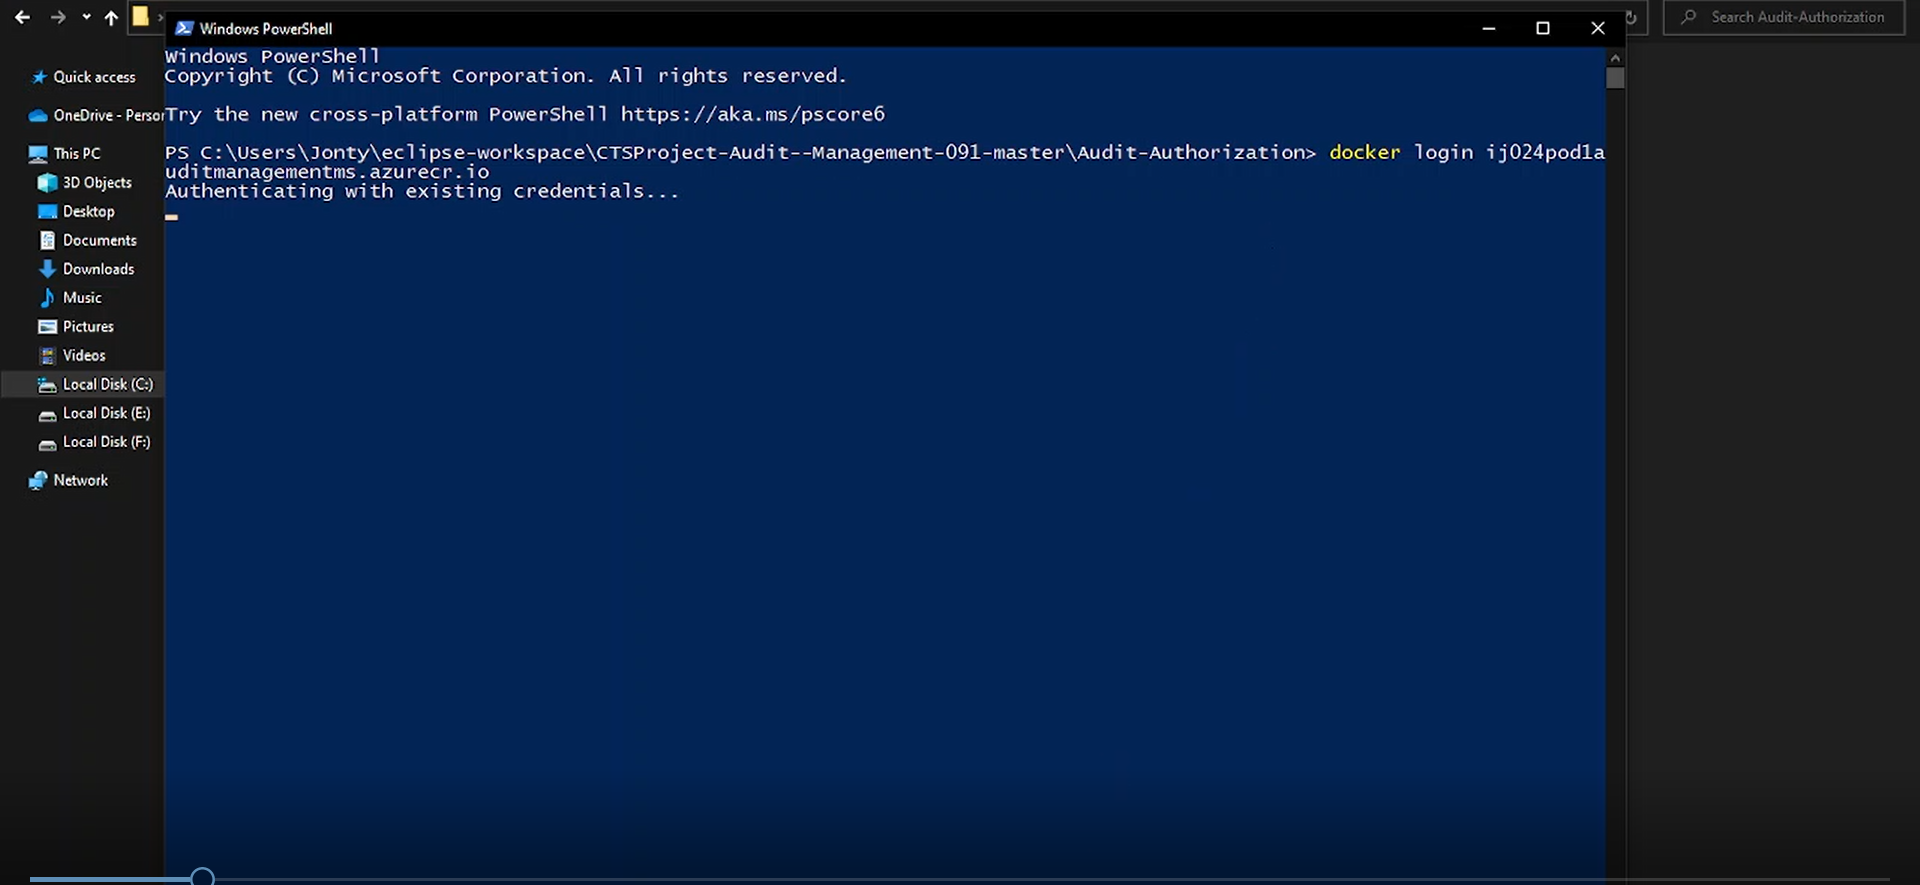 Search Audit-Authorization
Windows PowerShell
Quick access
OneDrive - Person
This PC
3D Objects
Desktop
Documents
Downloads
Music
Pictures
Videos
Local Disk (C:)
Local Disk (E:)
Local Disk (F:)
Network
Windows PowerShell
Copyright (C) Microsoft Corporation. All rights reserved.
Try the new cross-platform PowerShell https://aka.ms/pscore6
PS C:\Users\Jonty\eclipse-workspace\CTSProject-Audit--Management-091-master\Audit-Authorization> docker login ij024pod1a
uditmanagementms.azurecr.io
Authenticating with existing credentials...